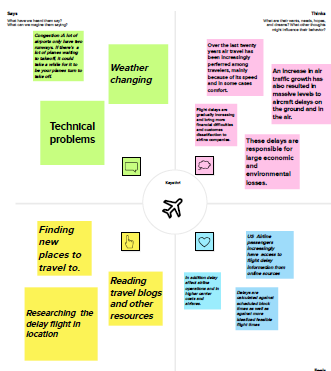 Says
What have we heard them say?
What can we imagine them saying?
Thinks
What are their wants, needs, hopes,
and dreams? What other thoughts
might influence their behavior?
Congestion :A lot of
airports only have two
runways. If there's a
lot of planes waiting
to takeoff. It could
take a while for it to
be your planes turn to
take off.
Weather
changing
Technical
problems
Over the last twenty
years air travel has
been increasingly
perferred among
travelers, mainly
because of its speed
and in some cases
comfort.
An increase in air
traffic growth has
also resulted in
massive levels to
aircraft delays on
the ground and in
the air.
Flight delays are
gradually increasing
and bring more
financial difficulties
and customer
dissatisfaction to
airline companies.
These delays are
responsible for
large economic
and
environmental
losses.
Finding
new
places to
travel to.
Reading
travel blogs
and other
resources
Researching the
delay flight in
location
US Airline
passengers
increasingly
have access to
flight delay
information from
online sources
In addition delay
affect airline
operations and in
higher carrier
costs and
airfares.
Delays are
calculated against
scheduled block
times as well as
against more
idealized feasible
flight times